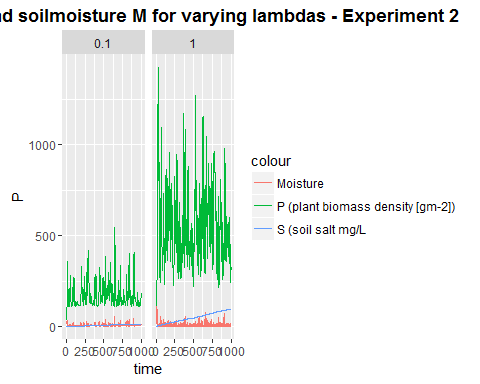 nd soilmoisture M for varying lambdas - Experiment 2
0.1 1
1000
500
0
P
0 250 500 750 1000 0 250 500 750 1000
time
colour
Moisture
P (plant biomass density [gm-2])
S (soil salt mg/L